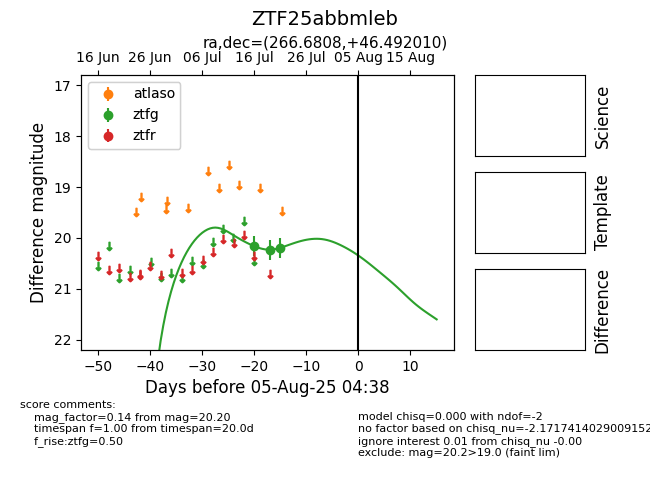 ZTF25abbmleb
ra,dec=(266.6808,+46.492010)
16 Jun 26 Jun 06 Jul 16 Jul 26 Jul 05 Aug 15 Aug
atlaso
ztfg
ztfr
17
18
19
20
21
22
Difference magnitude
−50 −40 −30 −20 −10 0 10
Days before 05-Aug-25 04:38
Science
Template
Difference
score comments:
mag_factor=0.14 from mag=20.20
timespan f=1.00 from timespan=20.0d
f_rise:ztfg=0.50
model chisq=0.000 with ndof=-2
no factor based on chisq_nu=-2.1717414029009152
ignore interest 0.01 from chisq_nu -0.00
exclude: mag=20.2>19.0 (faint lim)